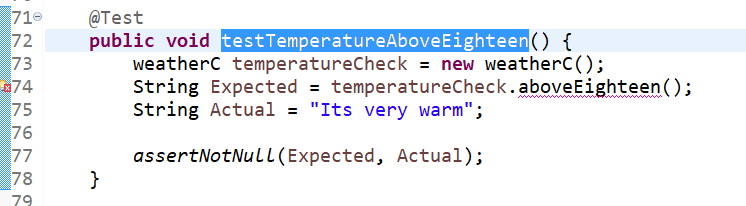 71 @Test
72 public void testTemperatureAboveEighteen() {
73 weatherC temperatureCheck = new weatherC();
74 String Expected = temperatureCheck.aboveEighteen();
75 String Actual = "Its very warm";
76
77 assertNotNull(Expected, Actual);
78 }
79